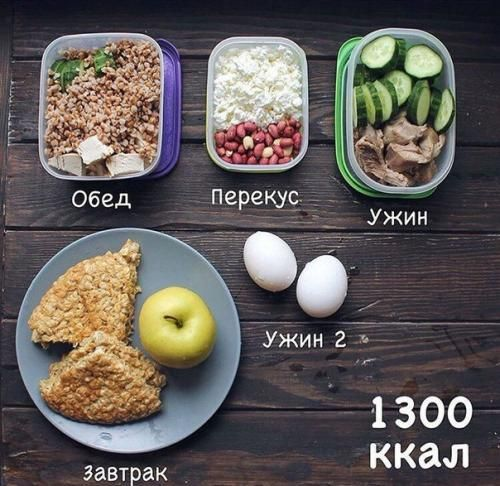 Обед
Перекус
Ужин
Ужин 2
Завтрак
1300
ккал